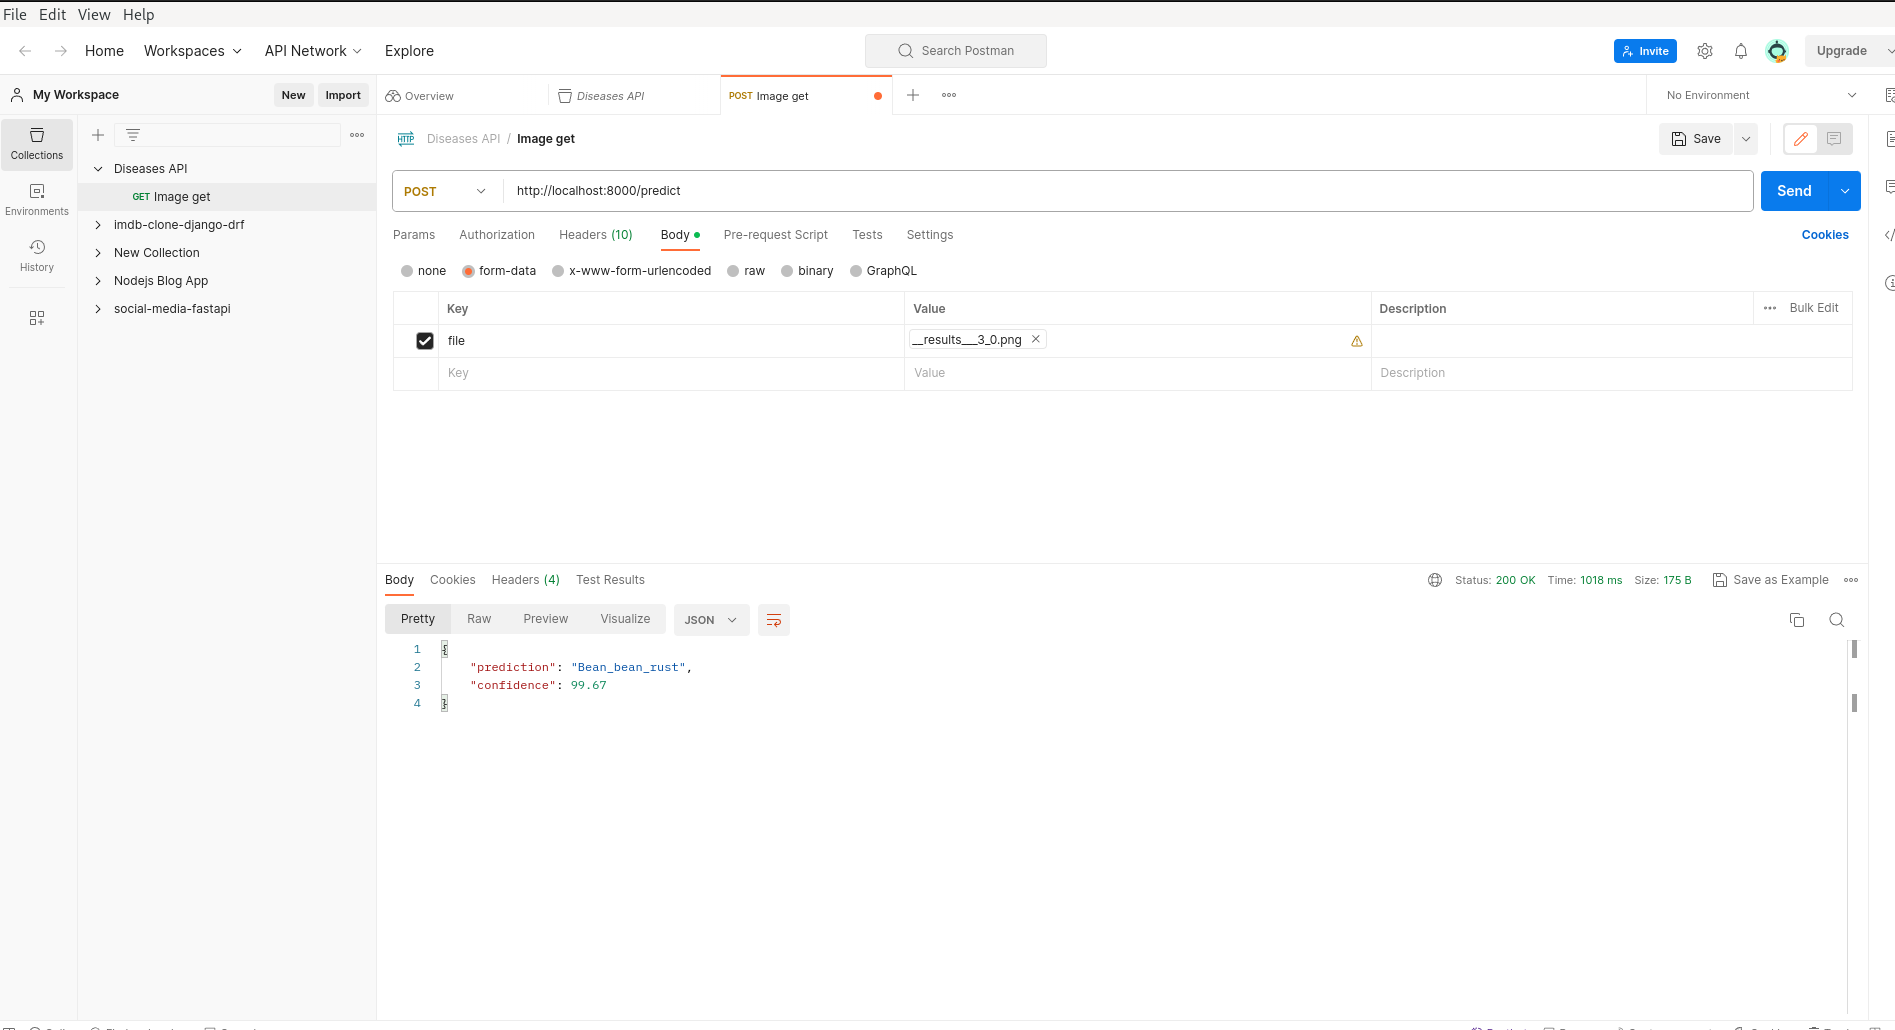 File Edit View Help
Home Workspaces API Network Explore Search Postman Invite Upgrade
My Workspace New Import Overview Diseases API POST Image get No Environment
Collections
Environments
History
Diseases API
GET Image get
imdb-clone-django-drf
New Collection
Nodejs Blog App
social-media-fastapi
HTTP Diseases API / Image get Save
POST http://localhost:8000/predict Send
Params Authorization Headers (10) Body Pre-request Script Tests Settings Cookies
none form-data x-www-form-urlencoded raw binary GraphQL
Key Value Description Bulk Edit
file __results___3_0.png
Key Value Description
Body Cookies Headers (4) Test Results Status: 200 OK Time: 1018 ms Size: 175 B Save as Example
Pretty Raw Preview Visualize JSON
1 {
2 "prediction": "Bean_bean_rust",
3 "confidence": 99.67
4 }